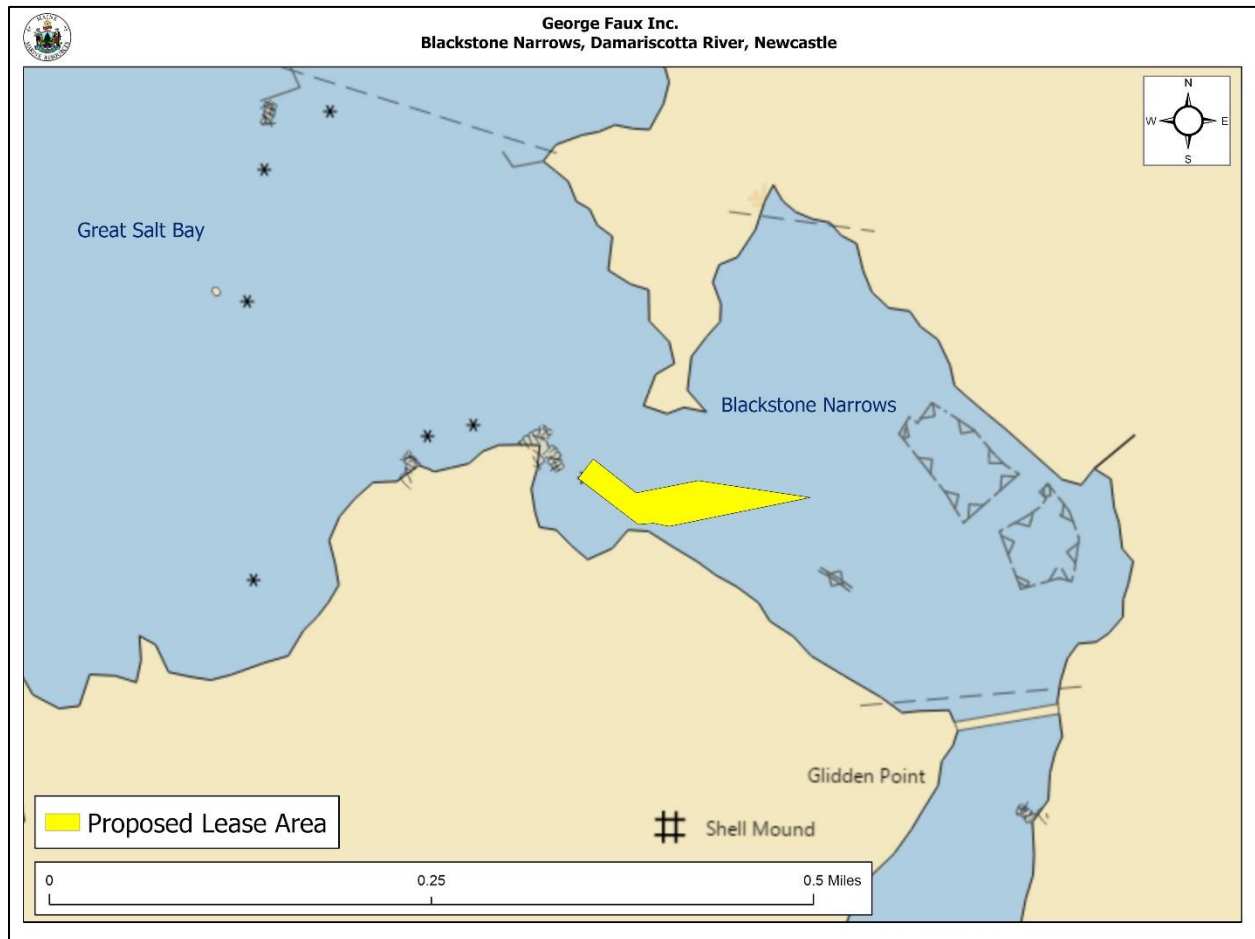 George Faux Inc.
Blackstone Narrows, Damariscotta River, Newcastle
N
W E
S
Great Salt Bay
Blackstone Narrows
Glidden Point
Shell Mound
Proposed Lease Area
0 0.25 0.5 Miles